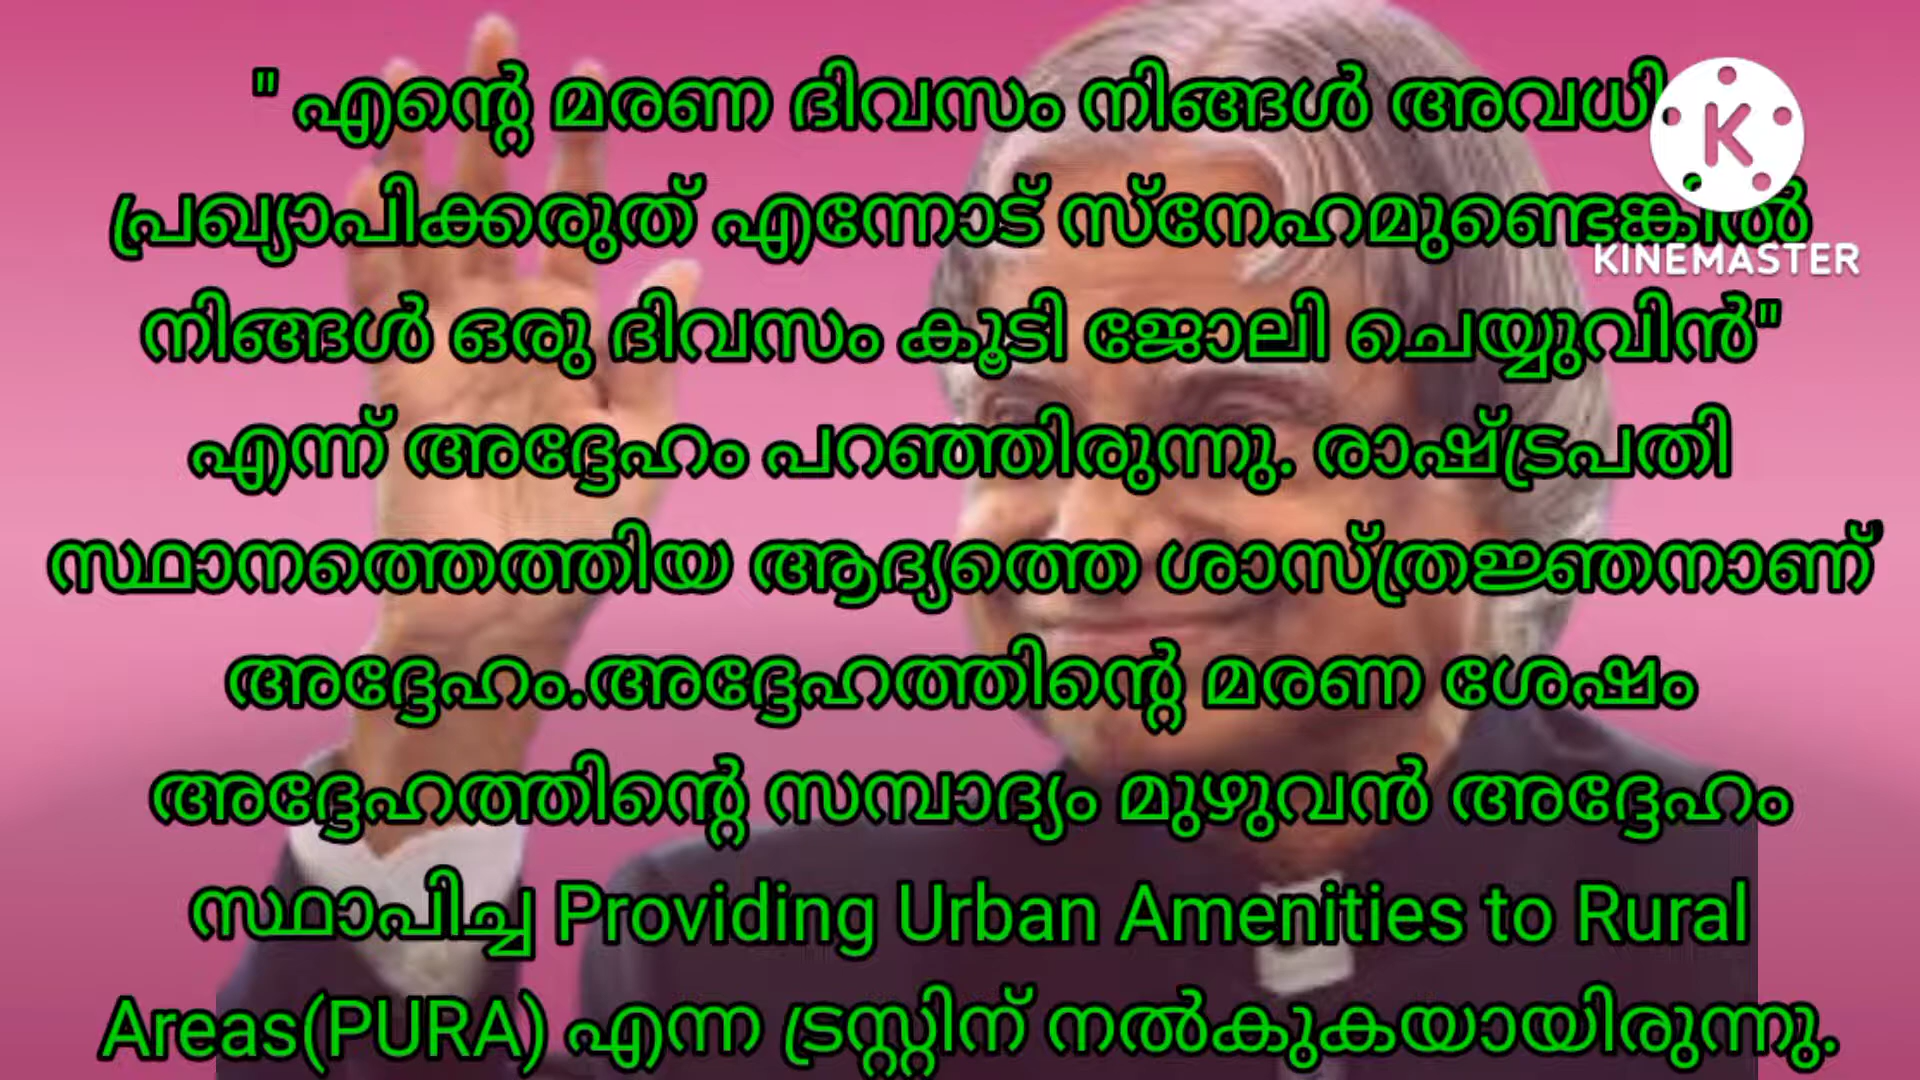 " എന്റെ മരണ ദിവസം നിങ്ങൾ അവധി
പ്രഖ്യാപിക്കരുത് എന്നോട് സ്നേഹമുണ്ടെങ്കിൽ
നിങ്ങൾ ഒരു ദിവസം കൂടി ജോലി ചെയ്യുവിൻ"
എന്ന് അദ്ദേഹം പറഞ്ഞിരുന്നു. രാഷ്ട്രപതി
സ്ഥാനത്തെത്തിയ ആദ്യത്തെ ശാസ്ത്രജ്ഞനാണ്
അദ്ദേഹം.അദ്ദേഹത്തിന്റെ മരണ ശേഷം
അദ്ദേഹത്തിന്റെ സമ്പാദ്യം മുഴുവൻ അദ്ദേഹം
സ്ഥാപിച്ച Providing Urban Amenities to Rural
Areas(PURA) എന്ന ട്രസ്റ്റിന് നൽകുകയായിരുന്നു.
K
KINEMASTER